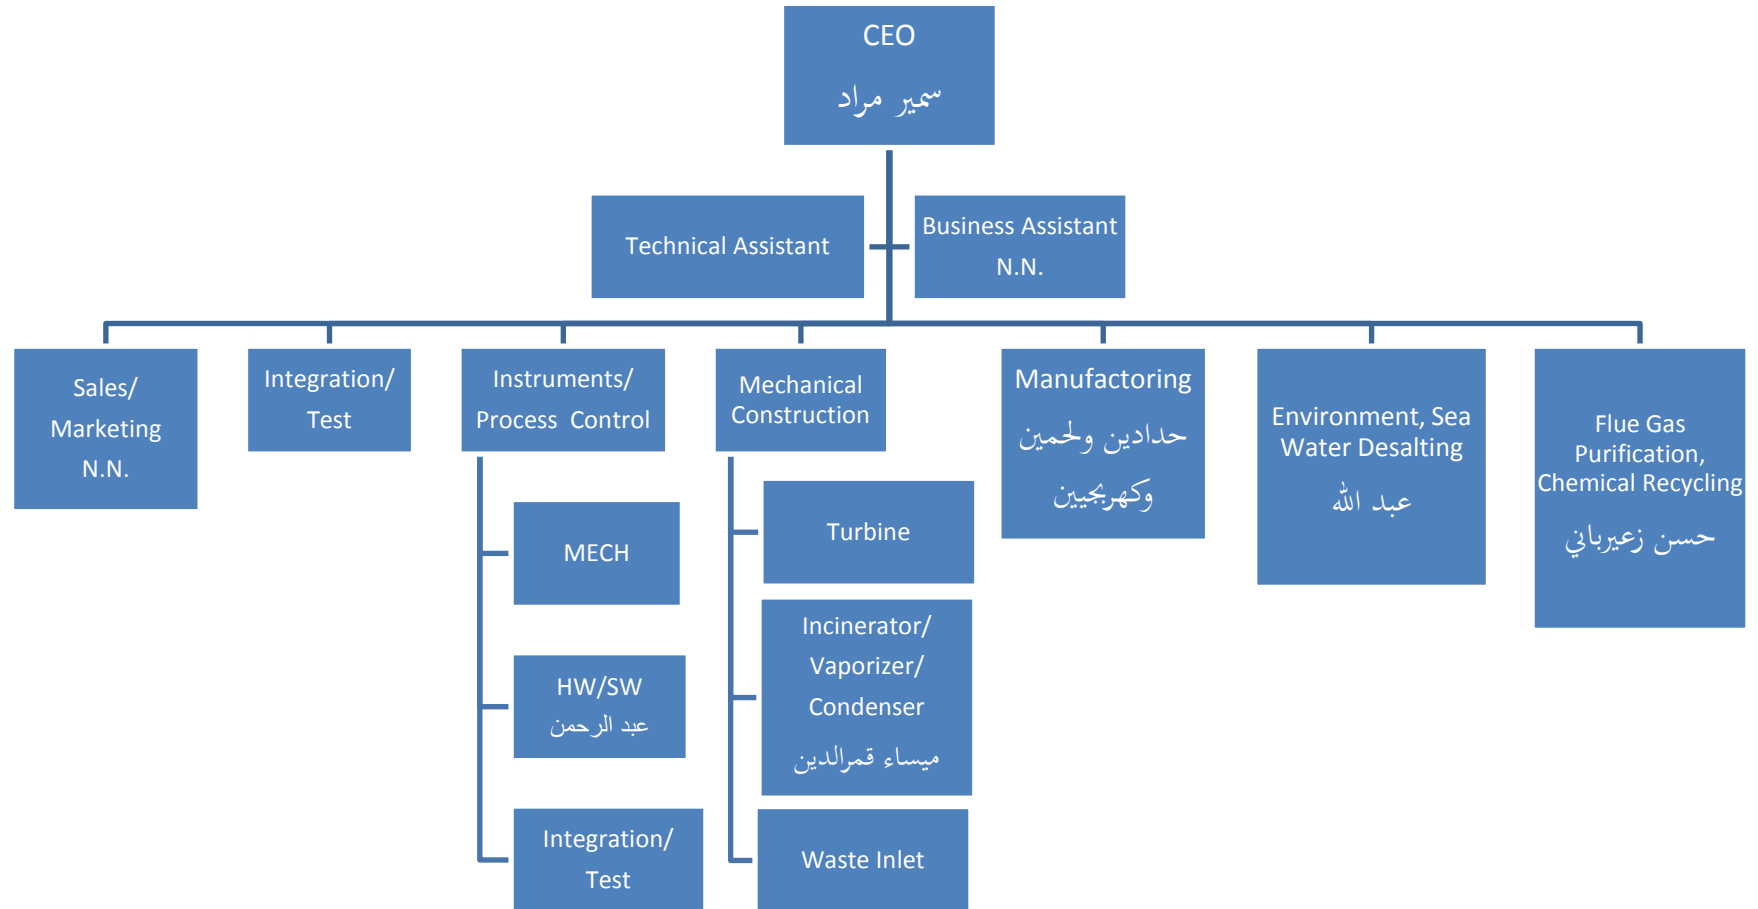 CEO
سمير مراد
Technical Assistant
Business Assistant
N.N.
Sales/
Marketing
N.N.
Integration/
Test
Instruments/
Process Control
Mechanical
Construction
Manufactoring
حدادين ولحمين
وكهربجيين
Environment, Sea
Water Desalting
عبد الله
Flue Gas
Purification,
Chemical Recycling
حسن زعيرباني
MECH
HW/SW
عبد الرحمن
Integration/
Test
Turbine
Incinerator/
Vaporizer/
Condenser
ميساء قمرالدين
Waste Inlet